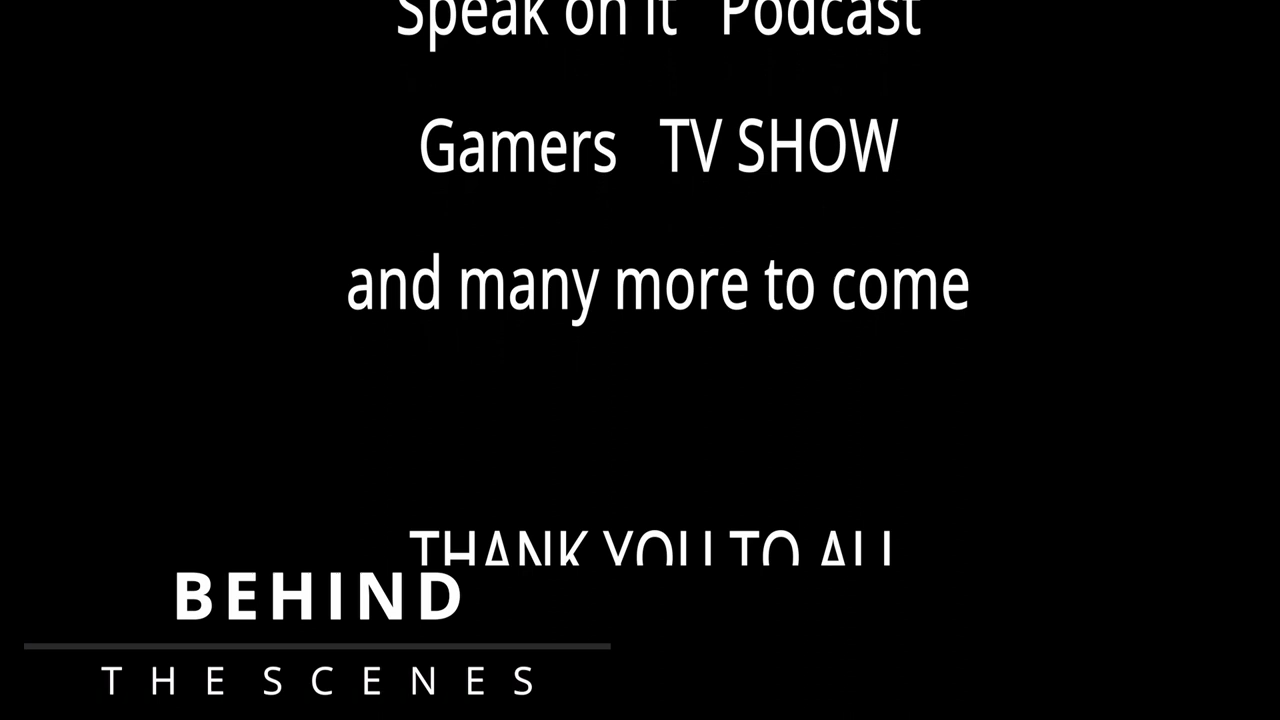 Speak on it Podcast
Gamers TV SHOW
and many more to come
THANK YOU TO ALL
BEHIND
THE SCENES